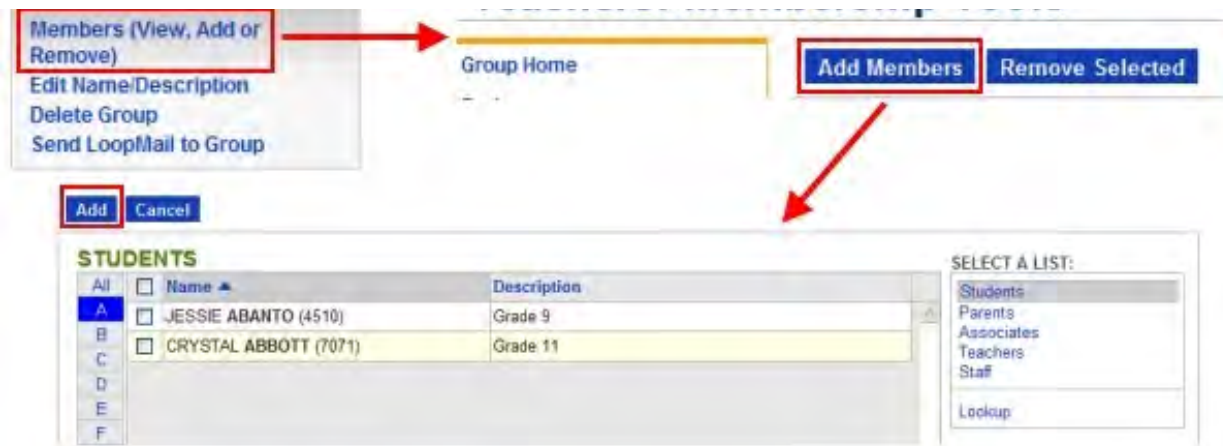 Members (View, Add or
Remove)
Edit Name/Description
Delete Group
Send LoopMail to Group
Group Home
Add Members
Remove Selected
Add
Cancel
STUDENTS
All
Name
Description
A
JESSIE ABANTO (4510)
Grade 9
B
CRYSTAL ABBOTT (7071)
Grade 11
C
D
E
F
SELECT A LIST:
Students
Parents
Associates
Teachers
Staff
Lookup